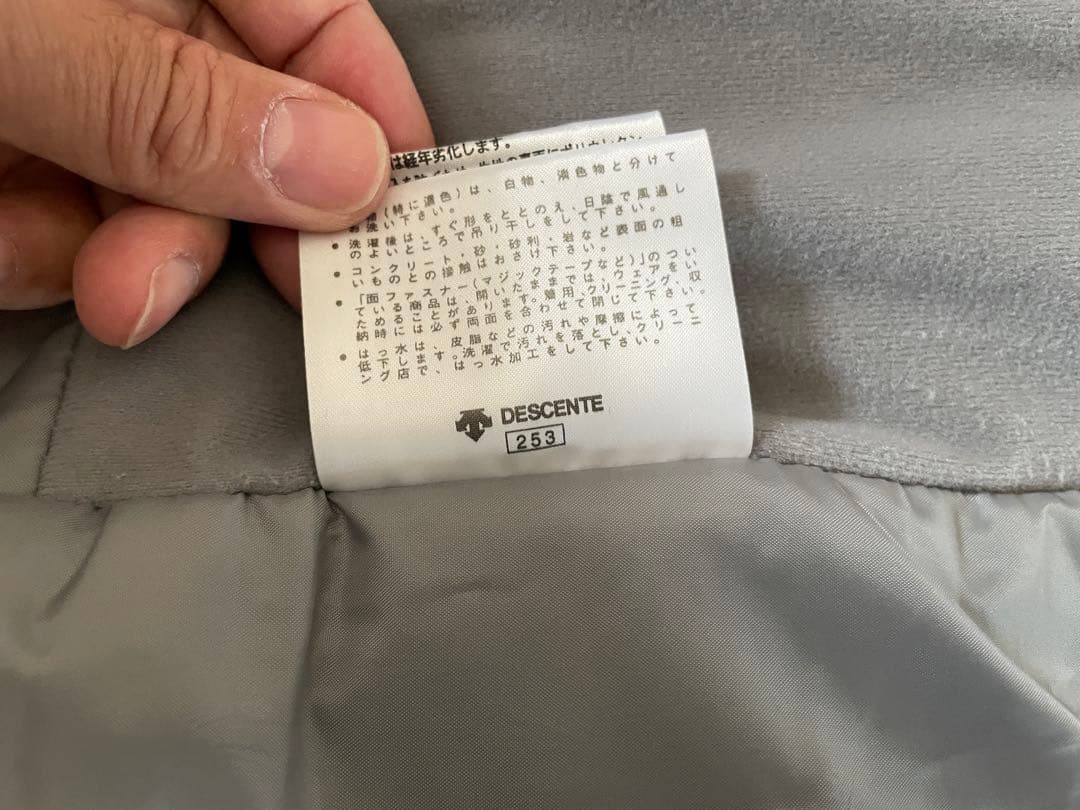 は経年劣化します。
(特に濃色)は、白物、淡色物と分けて
お洗い下さい。
●洗濯後は、すぐ形をととのえ、日陰で風通し
のよいところで吊り干しをして下さい。
●コンクリート・砂・砂利・岩など表面の粗
いものとの接触はおさけ下さい。
●「面ファスナー(マジックテープなど)」のつい
ている商品は、開いたままでは、ウェアをい
ためることがあります。着用、クリーニング、収
納時には必ず両面を合わせて閉じて下さい。
●はっ水は、皮脂などの汚れや摩擦によって
低下します。洗濯で汚れを落とし、クリーニ
ング店で、はっ水加工をして下さい。
DESCENTE
253